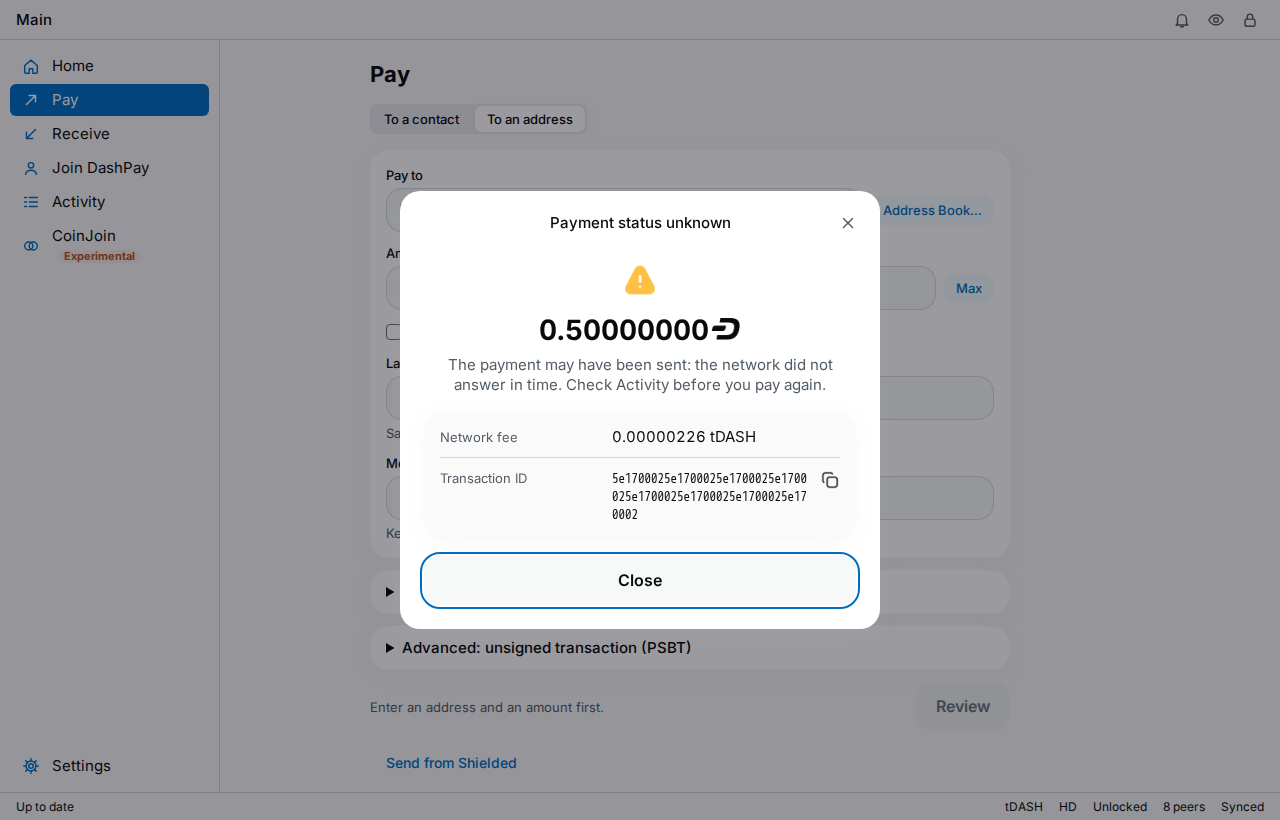 Main
Home
Pay
Receive
Join DashPay
Activity
CoinJoin
Experimental
Settings
Pay
To a contact
To an address
Pay to
Address Book...
Max
Payment status unknown
0.50000000
The payment may have been sent: the network did not
answer in time. Check Activity before you pay again.
Network fee
0.00000226 tDASH
Transaction ID
5e1700025e1700025e1700025e1700
025e1700025e1700025e1700025e17
0002
Close
Advanced: unsigned transaction (PSBT)
Enter an address and an amount first.
Review
Send from Shielded
Up to date
tDASH
HD
Unlocked
8 peers
Synced